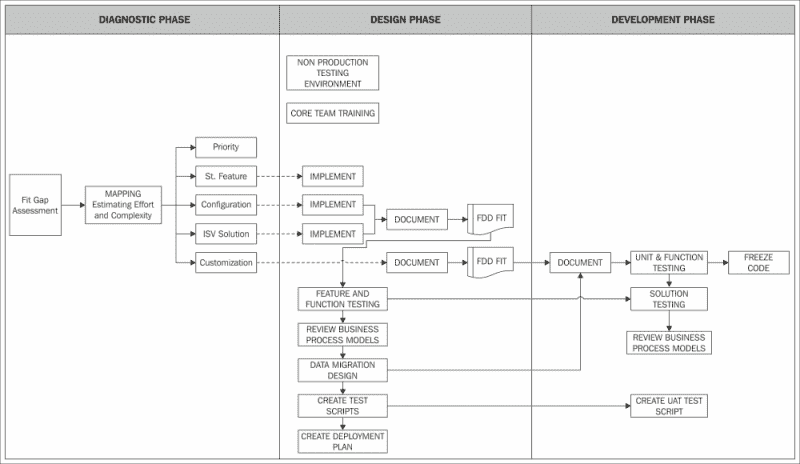 DIAGNOSTIC PHASE
DESIGN PHASE
DEVELOPMENT PHASE
NON PRODUCTION
TESTING
ENVIRONMENT
CORE TEAM TRAINING
Priority
St. Feature
IMPLEMENT
Fit Gap
Assessment
MAPPING
Estimating Effort
and Complexity
Configuration
IMPLEMENT
DOCUMENT
FDD FIT
ISV Solution
IMPLEMENT
Customization
DOCUMENT
FDD FIT
DOCUMENT
UNIT & FUNCTION
TESTING
FREEZE
CODE
FEATURE AND
FUNCTION TESTING
SOLUTION
TESTING
REVIEW BUSINESS
PROCESS MODELS
REVIEW BUSINESS
PROCESS MODELS
DATA MIGRATION
DESIGN
CREATE TEST
SCRIPTS
CREATE UAT TEST
SCRIPT
CREATE DEPLOYMENT
PLAN